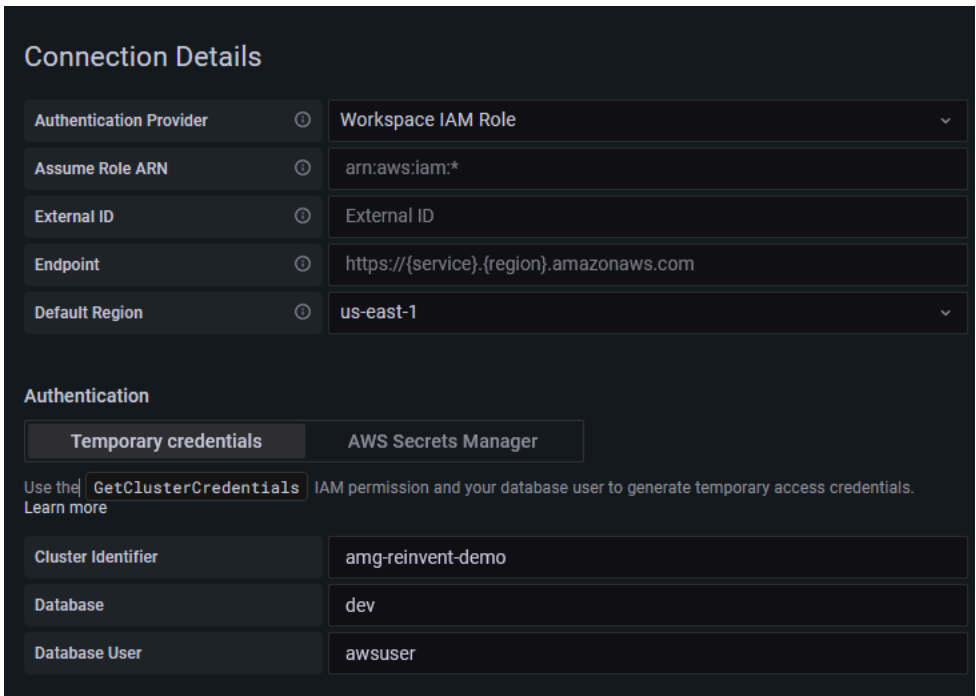 Connection Details
Authentication Provider Workspace IAM Role
Assume Role ARN arn:aws:iam:*
External ID External ID
Endpoint https://{service}.{region}.amazonaws.com
Default Region us-east-1
Authentication
Temporary credentials AWS Secrets Manager
Use the GetClusterCredentials IAM permission and your database user to generate temporary access credentials.
Learn more
Cluster Identifier amg-reinvent-demo
Database dev
Database User awsuser